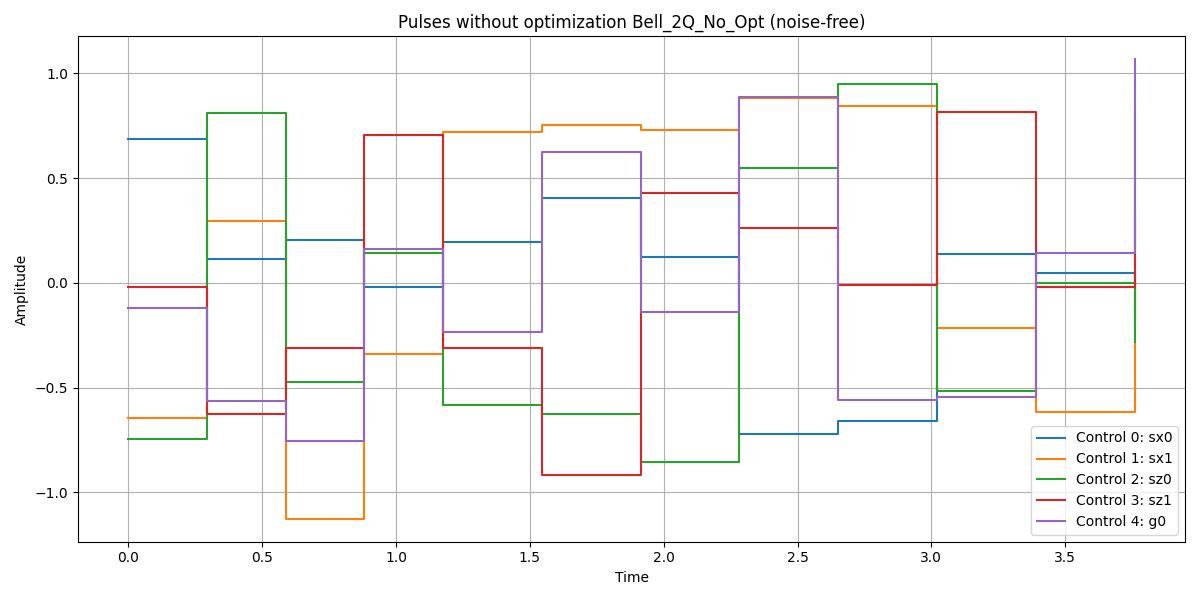 Pulses without optimization Bell_2Q_No_Opt (noise-free)
Amplitude
1.0
0.5
0.0
−0.5
−1.0
0.0 0.5 1.0 1.5 2.0 2.5 3.0 3.5
Time
Control 0: sx0
Control 1: sx1
Control 2: sz0
Control 3: sz1
Control 4: g0